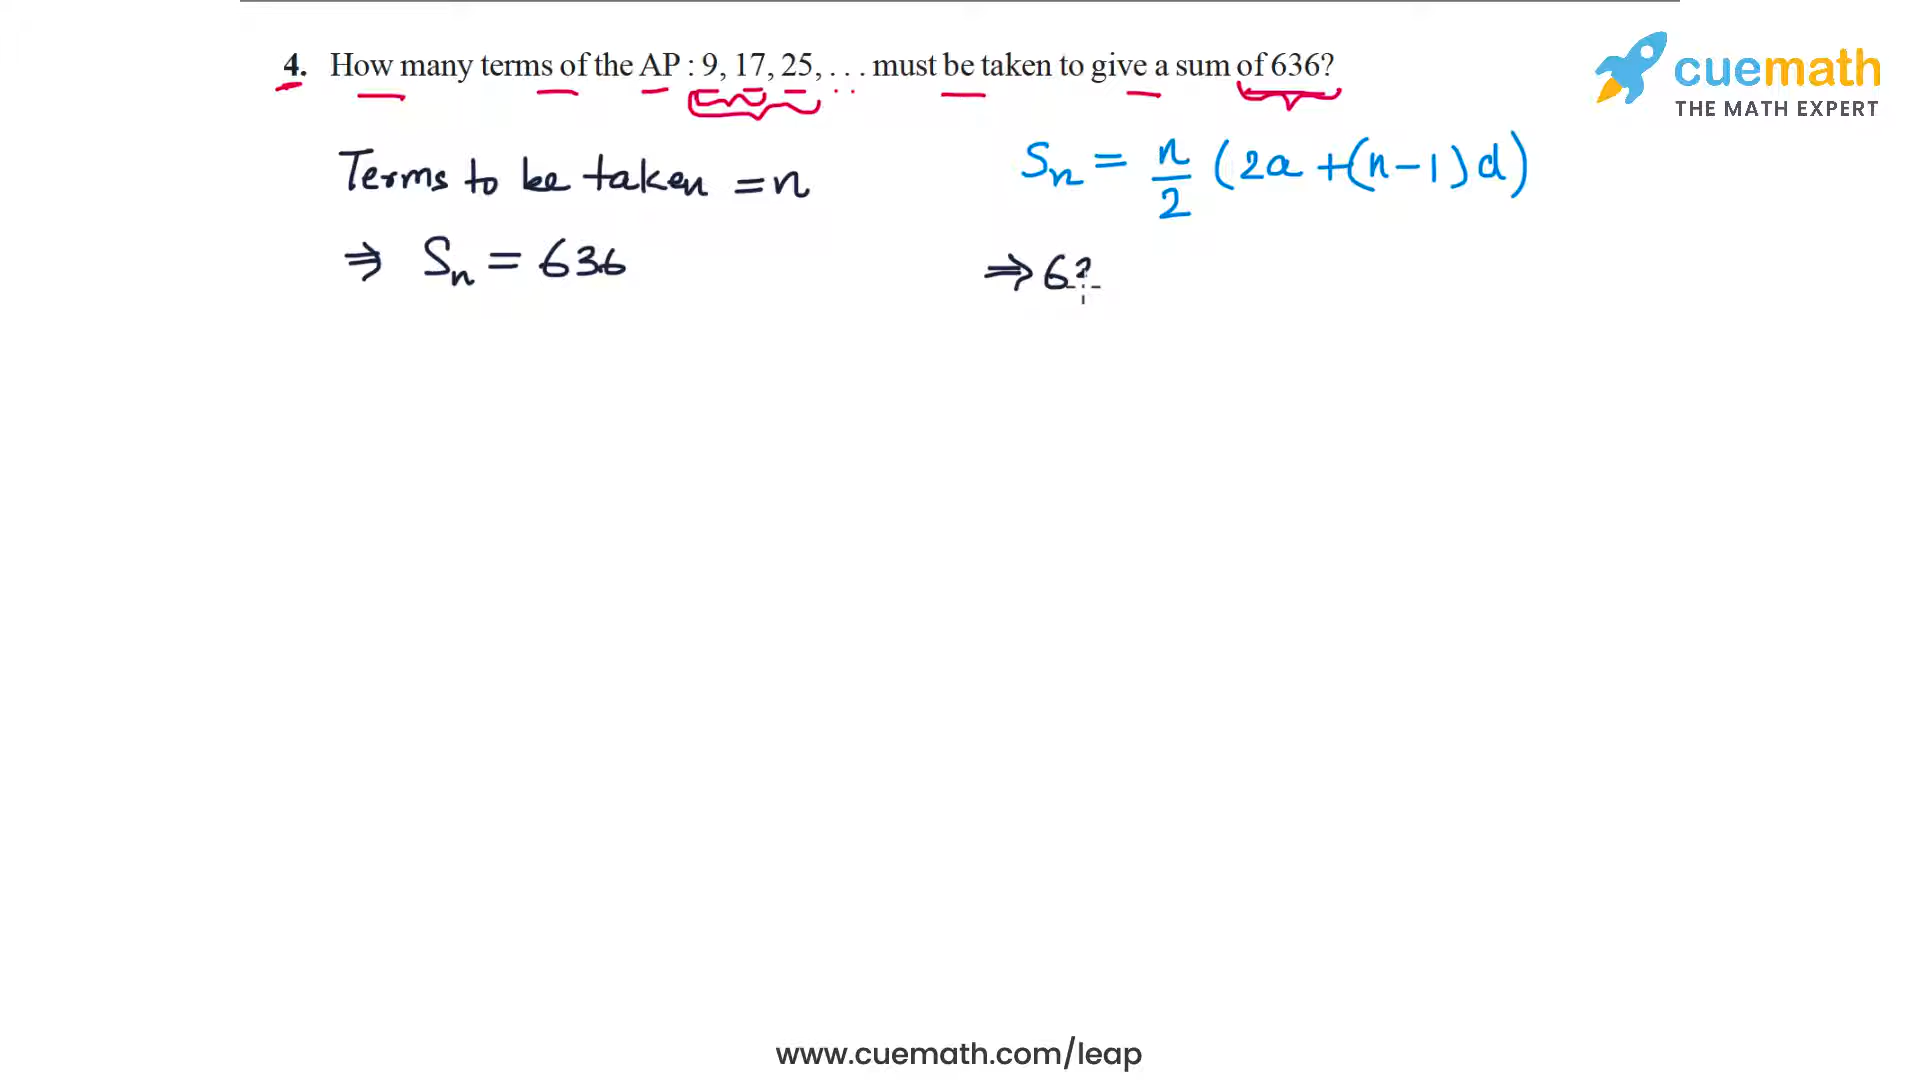 4. How many terms of the AP : 9, 17, 25, . . . must be taken to give a sum of 636?
cuemath
THE MATH EXPERT
Terms to be taken = n
Sn = n/2 (2a + (n-1) d)
⇒ Sn = 636
⇒ 63
www.cuemath.com/leap